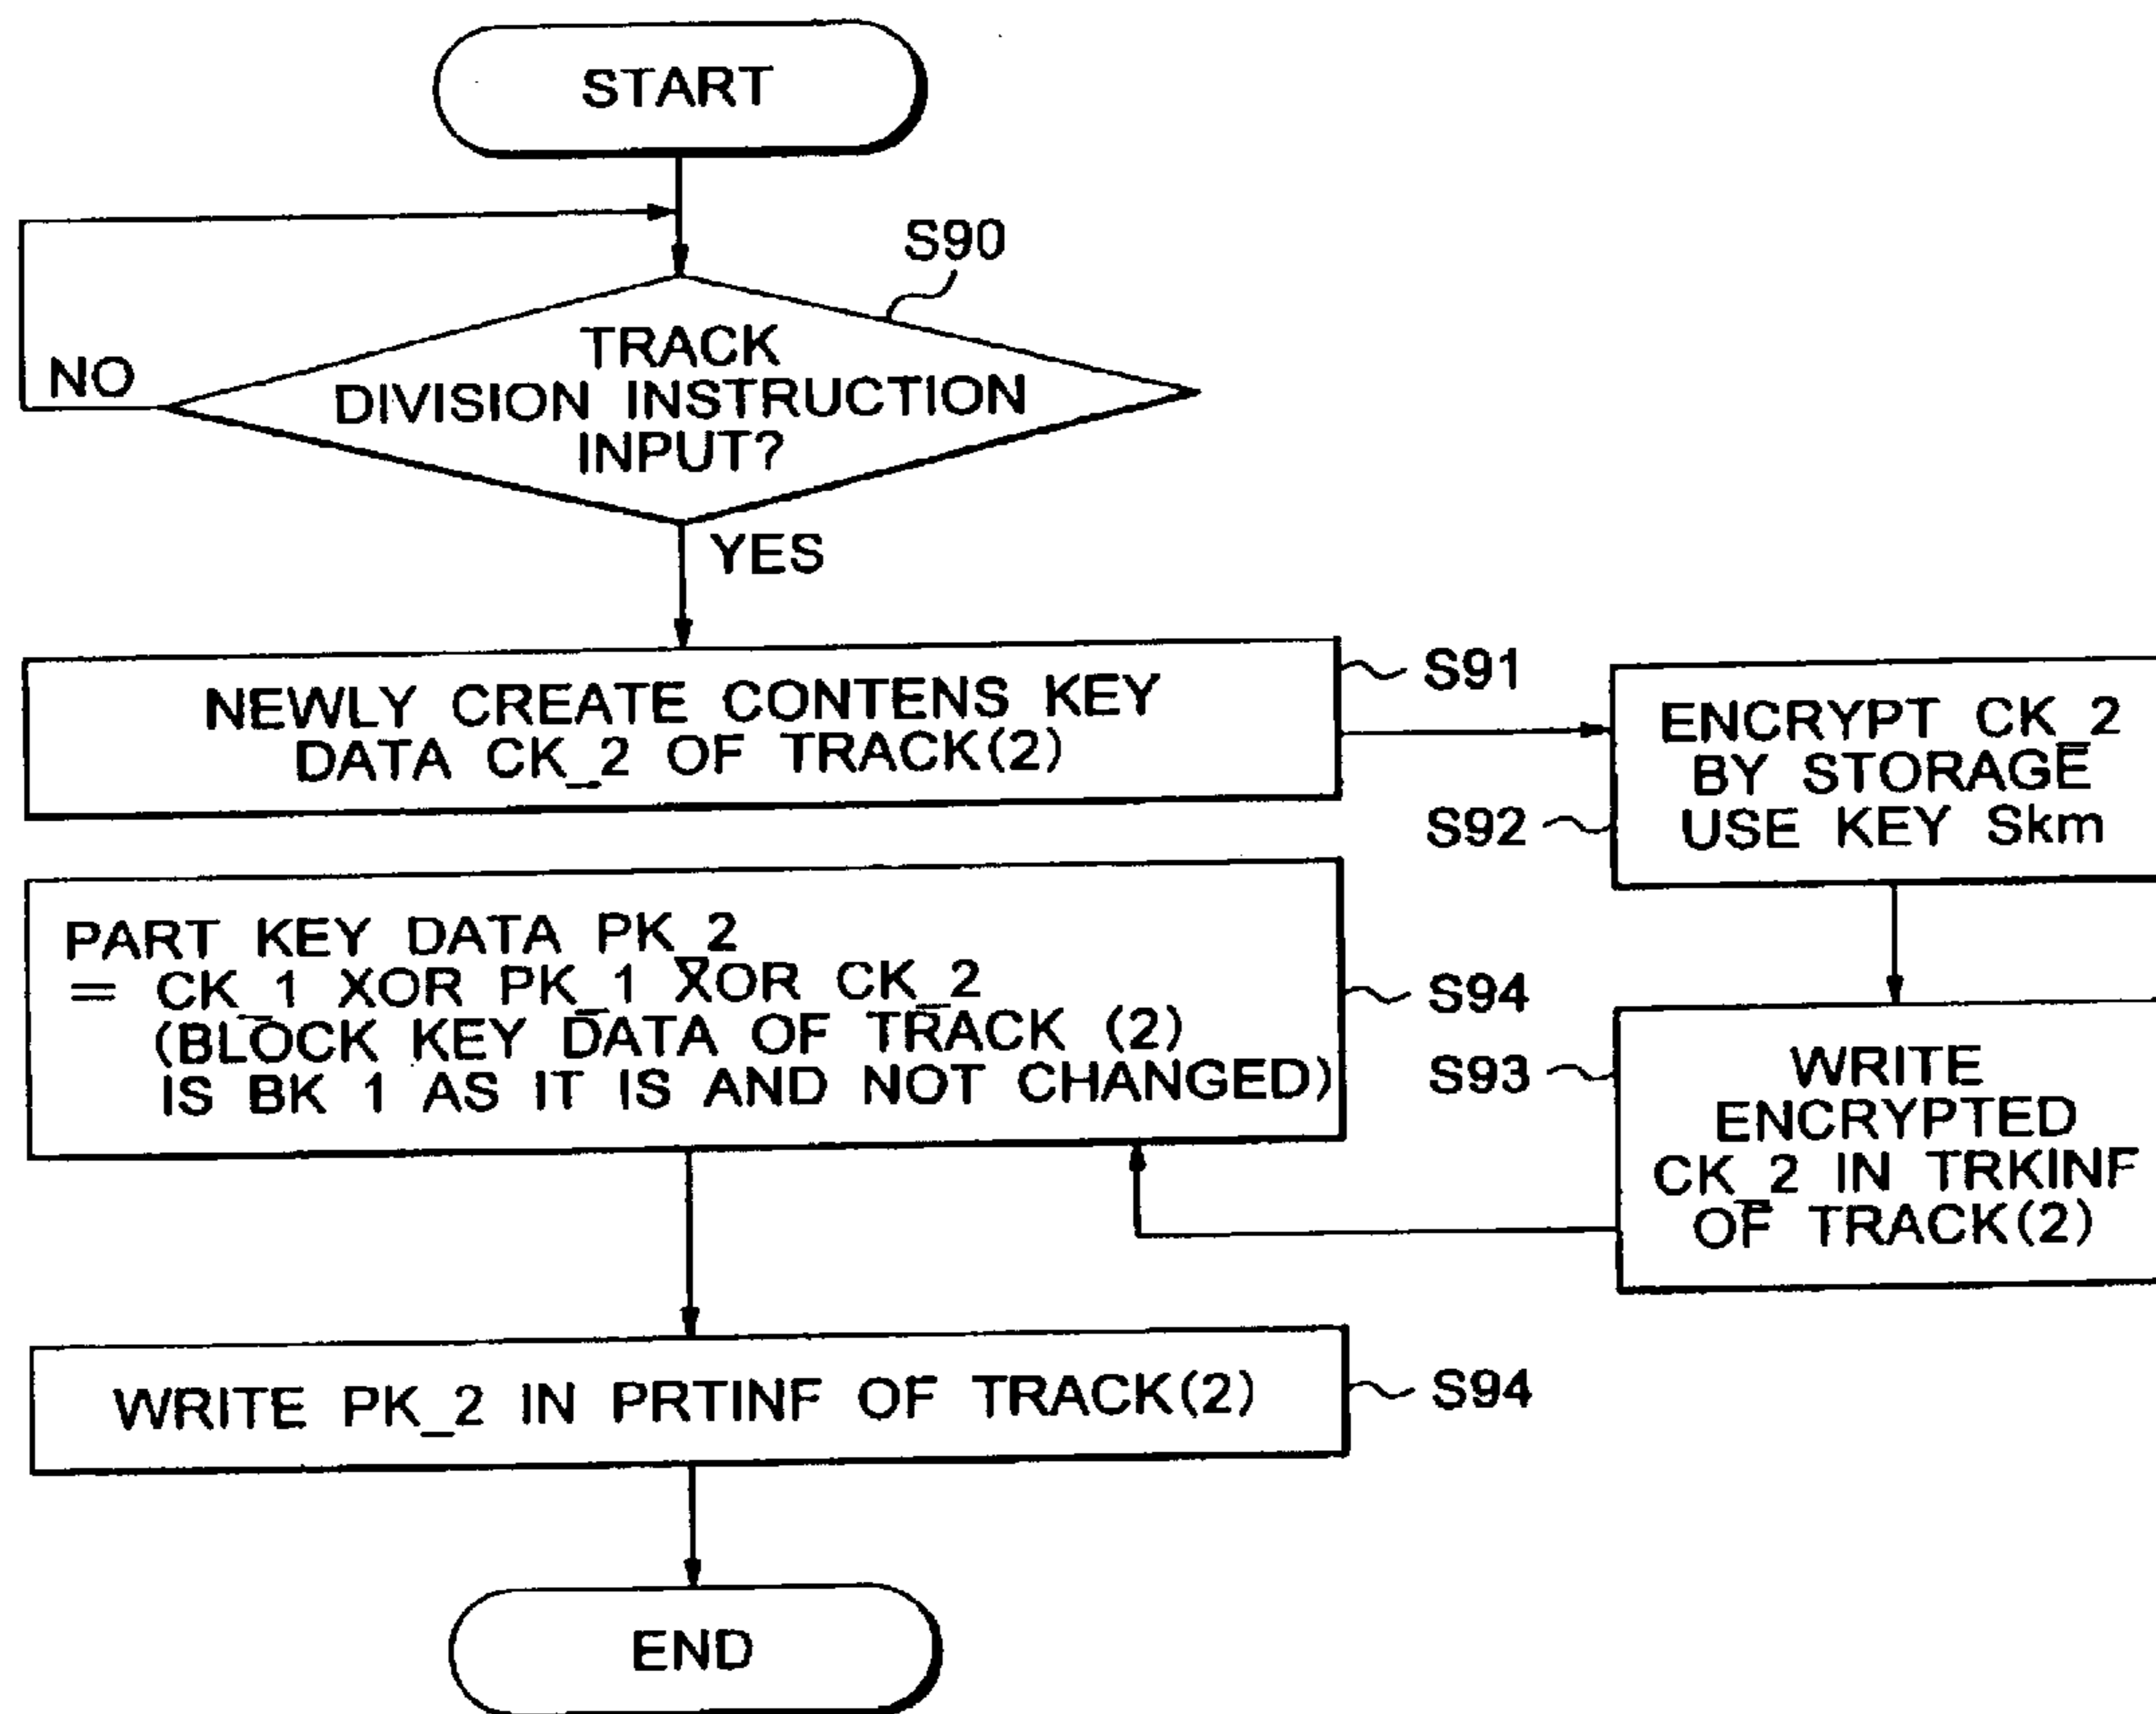 START
S90
NO
TRACK
DIVISION INSTRUCTION
INPUT?
YES
NEWLY CREATE CONTENS KEY
DATA CK_2 OF TRACK(2)
S91
ENCRYPT CK_2
BY STORAGE
USE KEY Skm
S92
WRITE
ENCRYPTED
CK_2 IN TRKINF
OF TRACK(2)
S93
PART KEY DATA PK_2
= CK_1 XOR PK_1 XOR CK_2
(BLOCK KEY DATA OF TRACK (2)
IS BK 1 AS IT IS AND NOT CHANGED)
S94
WRITE PK_2 IN PRTINF OF TRACK(2)
S94
END